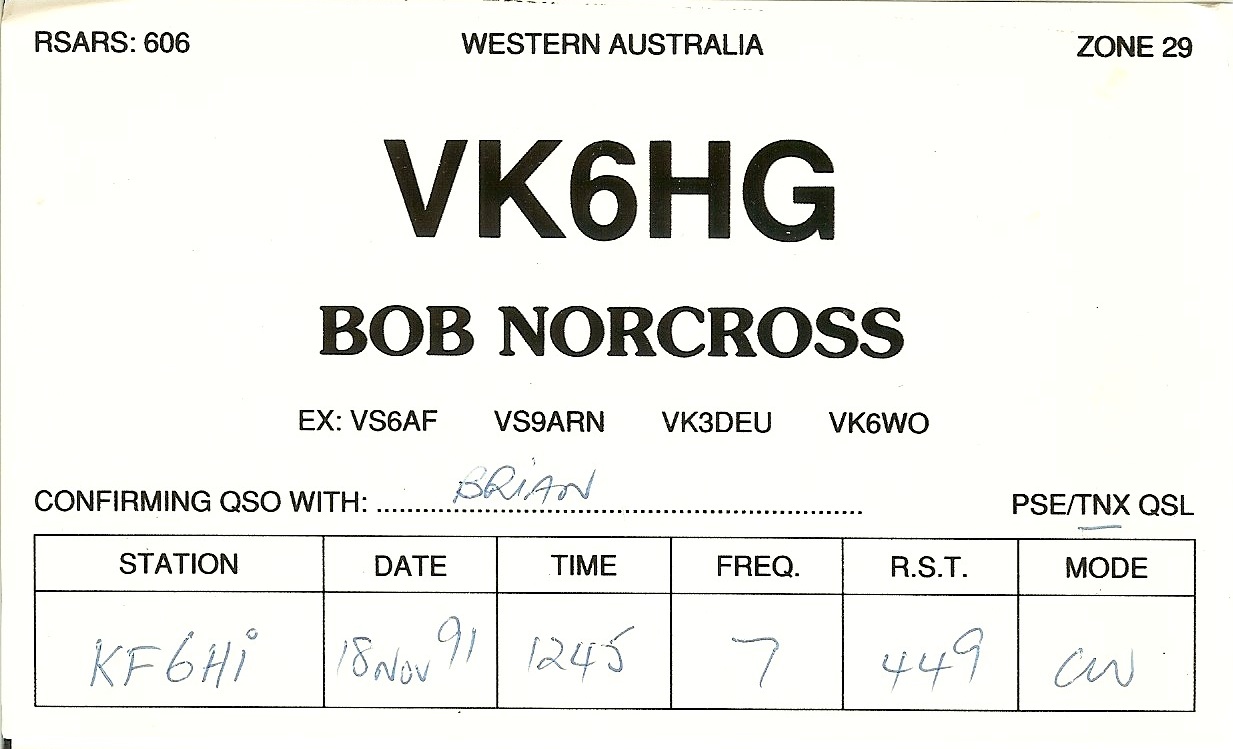 RSARS: 606 WESTERN AUSTRALIA ZONE 29
VK6HG
BOB NORCROSS
EX: VS6AF VS9ARN VK3DEU VK6WO
CONFIRMING QSO WITH: BRIAN PSE/TNX QSL
STATION DATE TIME FREQ. R.S.T. MODE
KF6Hi 18 Nov 91 1245 7 449 CW